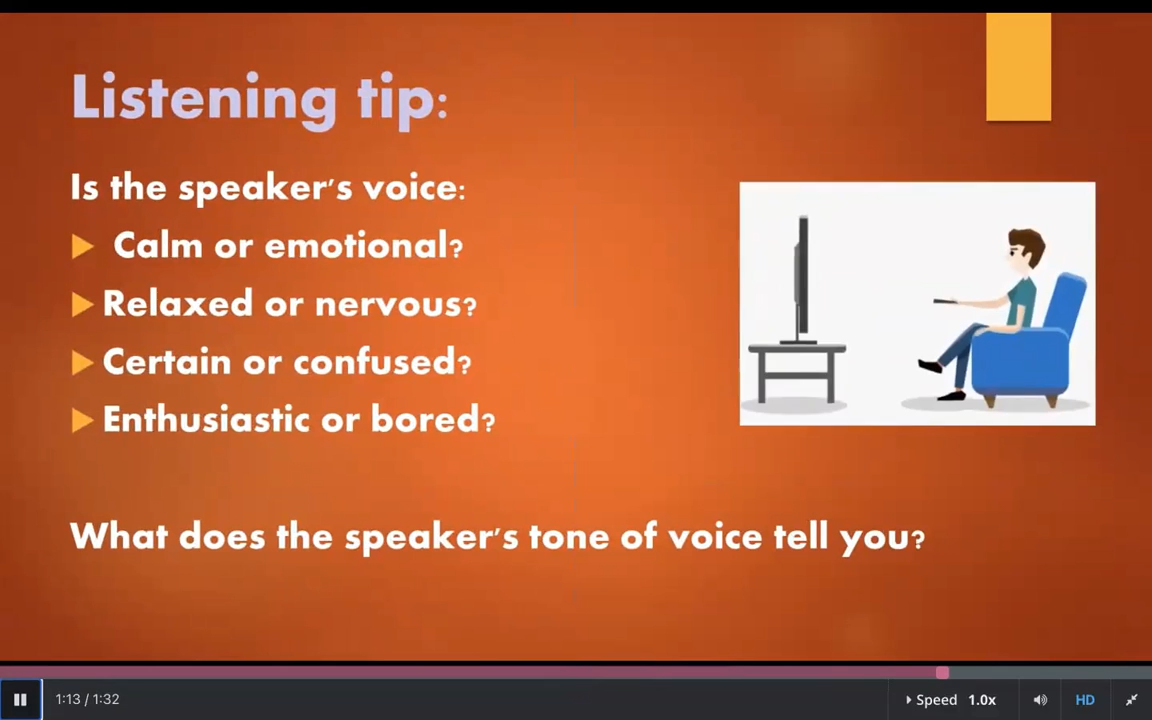 Listening tip:
Is the speaker's voice:
Calm or emotional?
Relaxed or nervous?
Certain or confused?
Enthusiastic or bored?
What does the speaker's tone of voice tell you?
1:13 / 1:32
Speed 1.0x
HD